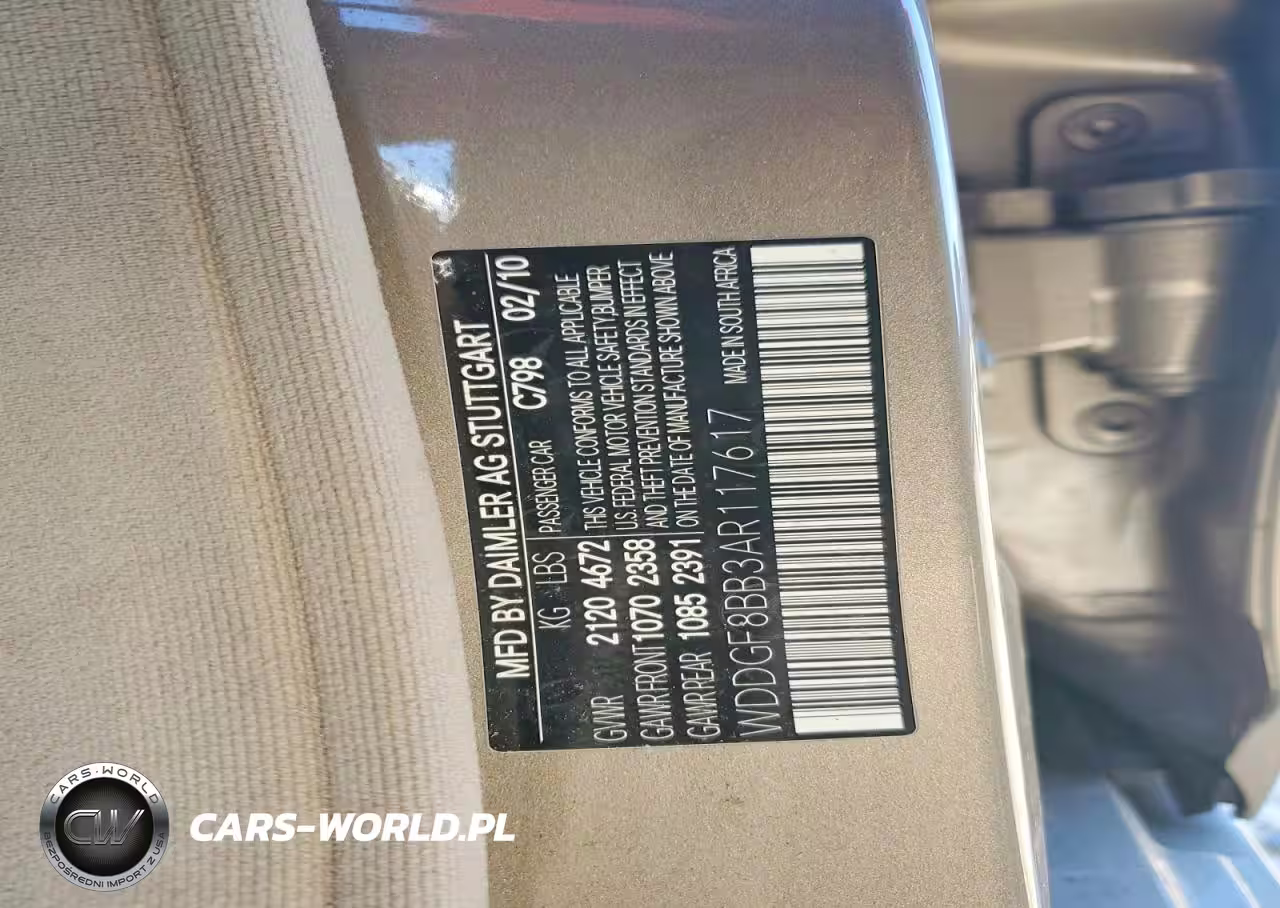 MFD BY DAIMLER AG STUTTGART
KG LBS PASSENGER CAR C798 02/10
GVWR 2120 4672 THIS VEHICLE CONFORMS TO ALL APPLICABLE
U.S. FEDERAL MOTOR VEHICLE SAFETY, BUMPER
GAWR FRONT 1070 2358 AND THEFT PREVENTION STANDARDS IN EFFECT
GAWR REAR 1085 2391 ON THE DATE OF MANUFACTURE SHOWN ABOVE
WDDGF8BB3AR117617 MADE IN SOUTH AFRICA
CARS-WORLD
CW
BEZPOŚREDNI IMPORT Z USA
CARS-WORLD.PL